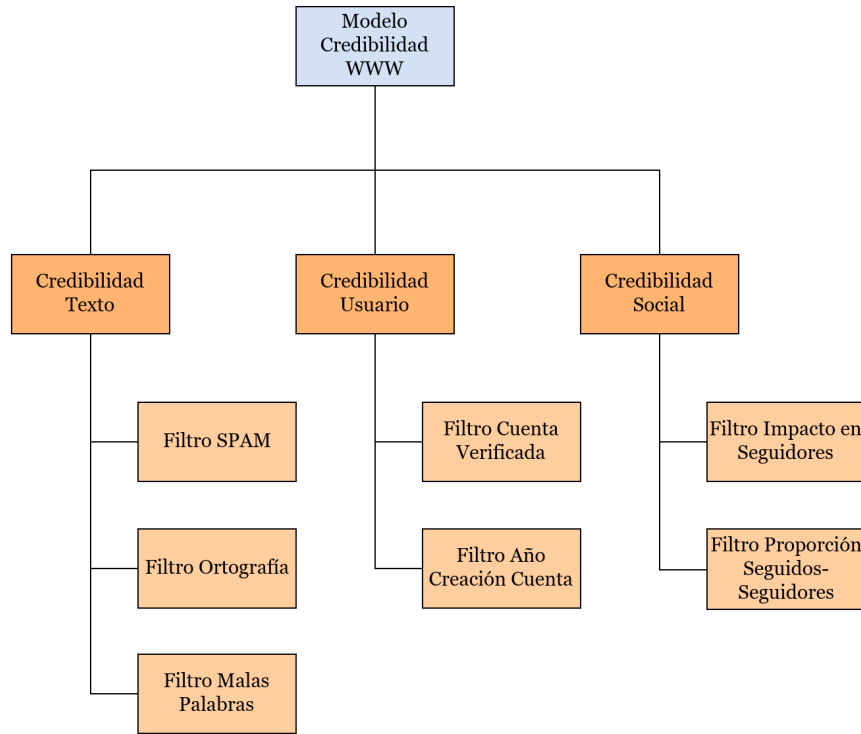 Modelo
Credibilidad
WWW
Credibilidad
Texto
Credibilidad
Usuario
Credibilidad
Social
Filtro SPAM
Filtro Cuenta
Verificada
Filtro Impacto en
Seguidores
Filtro Ortografía
Filtro Año
Creación Cuenta
Filtro Proporción
Seguidos-
Seguidores
Filtro Malas
Palabras